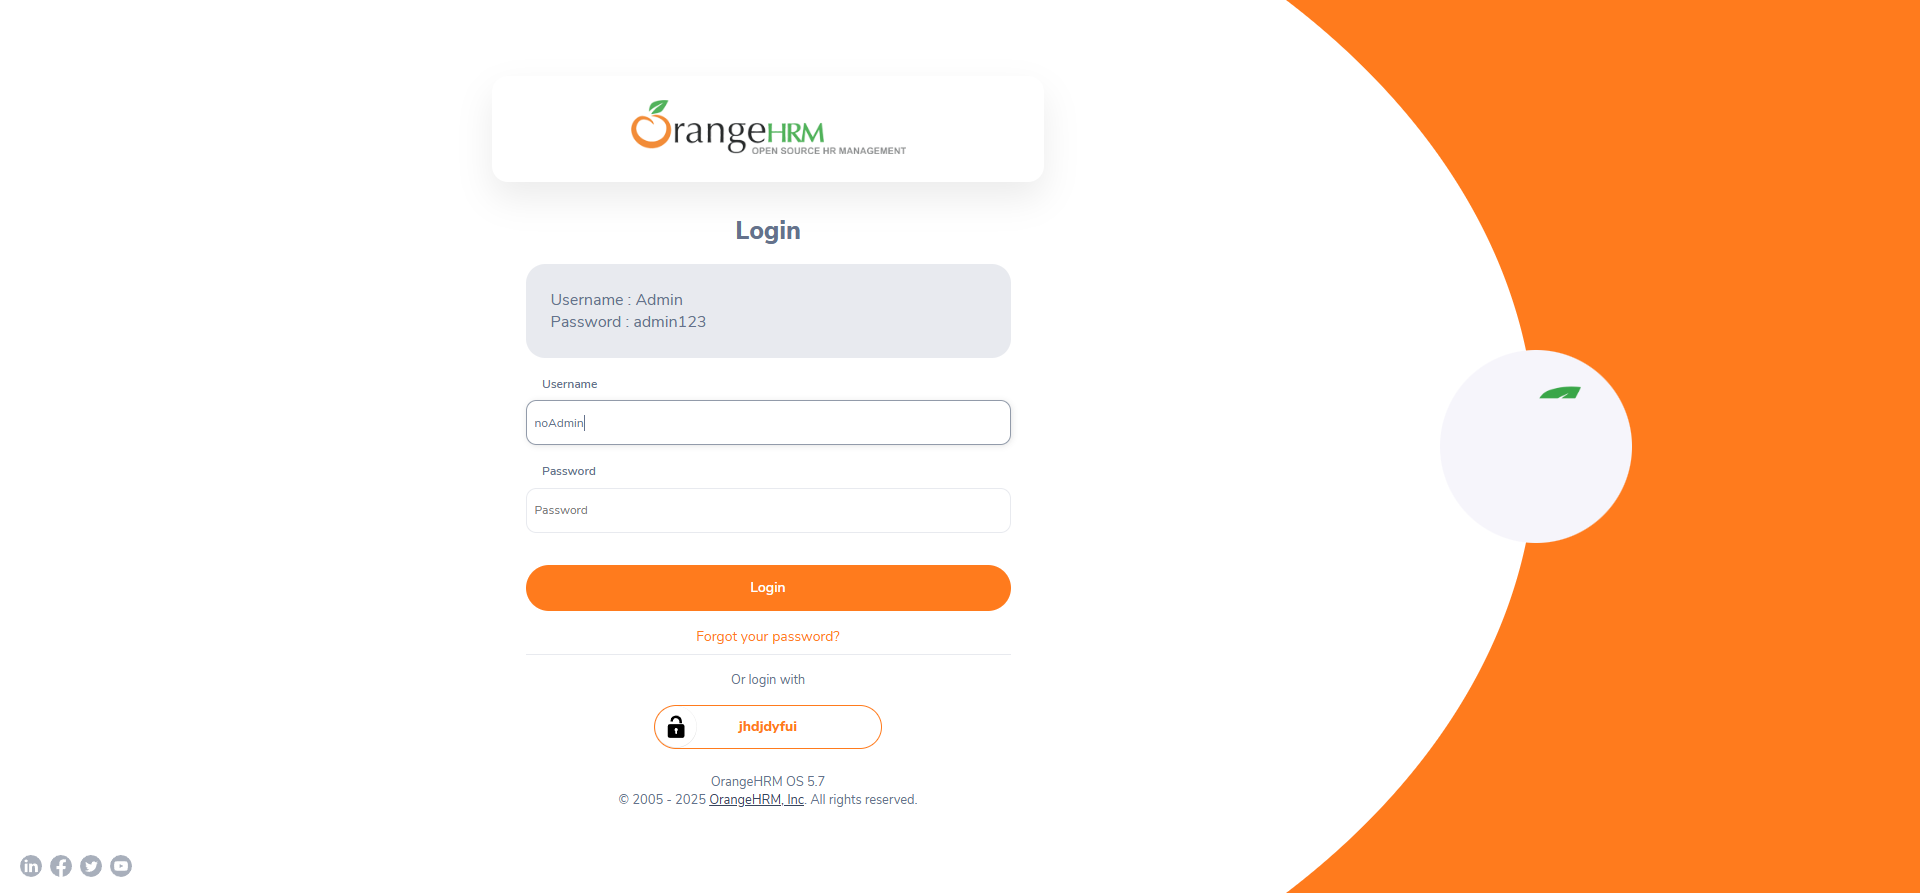 OrangeHRM
OPEN SOURCE HR MANAGEMENT
Login
Username : Admin
Password : admin123
Username
noAdmin
Password
Password
Login
Forgot your password?
Or login with
jhdjdyfui
OrangeHRM OS 5.7
© 2005 - 2025 OrangeHRM, Inc. All rights reserved.
in